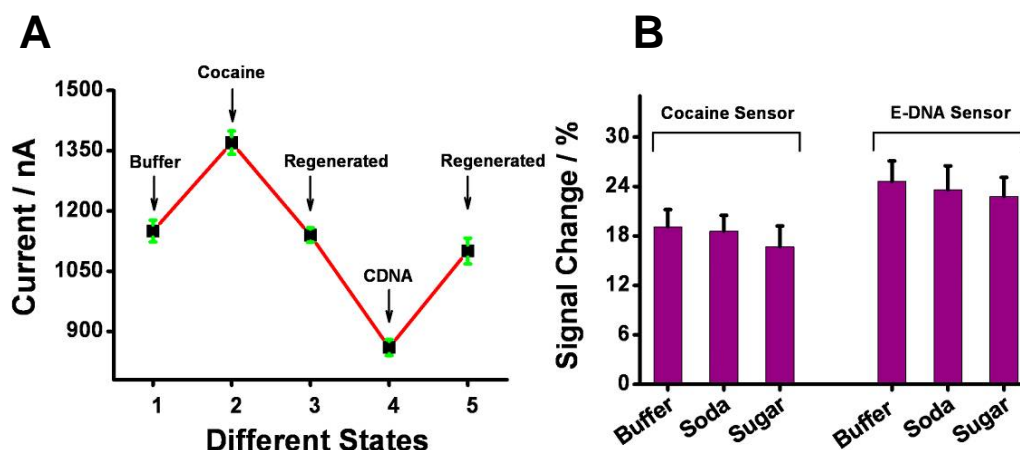 A
Current / nA
1500
1350
1200
1050
900
Buffer
Cocaine
Regenerated
CDNA
Regenerated
1 2 3 4 5
Different States
B
Signal Change / %
30
24
18
12
6
0
Cocaine Sensor
E-DNA Sensor
Buffer Soda Sugar Buffer Soda Sugar